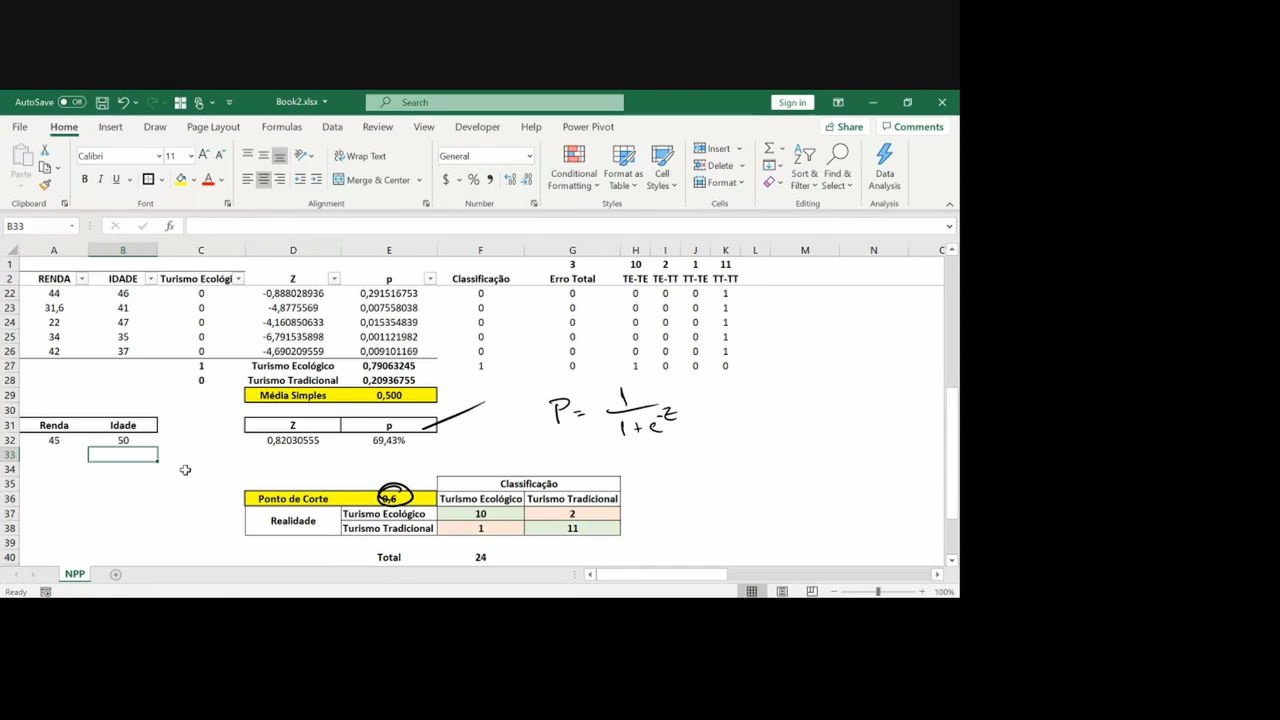 AutoSave Off Book2.xlsx Search Sign in
File Home Insert Draw Page Layout Formulas Data Review View Developer Help Power Pivot Share Comments
Paste Calibri 11 A A Wrap Text General Conditional Formatting Format as Table Cell Styles Insert Delete Format Sort & Filter Find & Select Data Analysis
B I U A Merge & Center $ % 9
Clipboard Font Alignment Number Styles Cells Editing Analysis
B33 fx
A B C D E F G H I J K L M N C
1 3 10 2 1 11
2 RENDA IDADE Turismo Ecológi Z p Classificação Erro Total TE-TE TE-TT TT-TE TT-TT
22 44 46 0 -0,888028936 0,291516753 0 0 0 0 0 1
23 31,6 41 0 -4,8775569 0,007558038 0 0 0 0 0 1
24 22 47 0 -4,160850633 0,015354839 0 0 0 0 0 1
25 34 35 0 -6,791535898 0,001121982 0 0 0 0 0 1
26 42 37 0 -4,690209559 0,009101169 0 0 0 0 0 1
27 1 Turismo Ecológico 0,79063245 1 0 1 0 0 0
28 0 Turismo Tradicional 0,20936755
29 Média Simples 0,500
30 P= 1
31 Renda Idade Z p 1+e-z
32 45 50 0,82030555 69,43%
33
34
35 Classificação
36 Ponto de Corte 0,6 Turismo Ecológico Turismo Tradicional
37 Realidade Turismo Ecológico 10 2
38 Turismo Tradicional 1 11
39
40 Total 24
NPP
Ready 100%